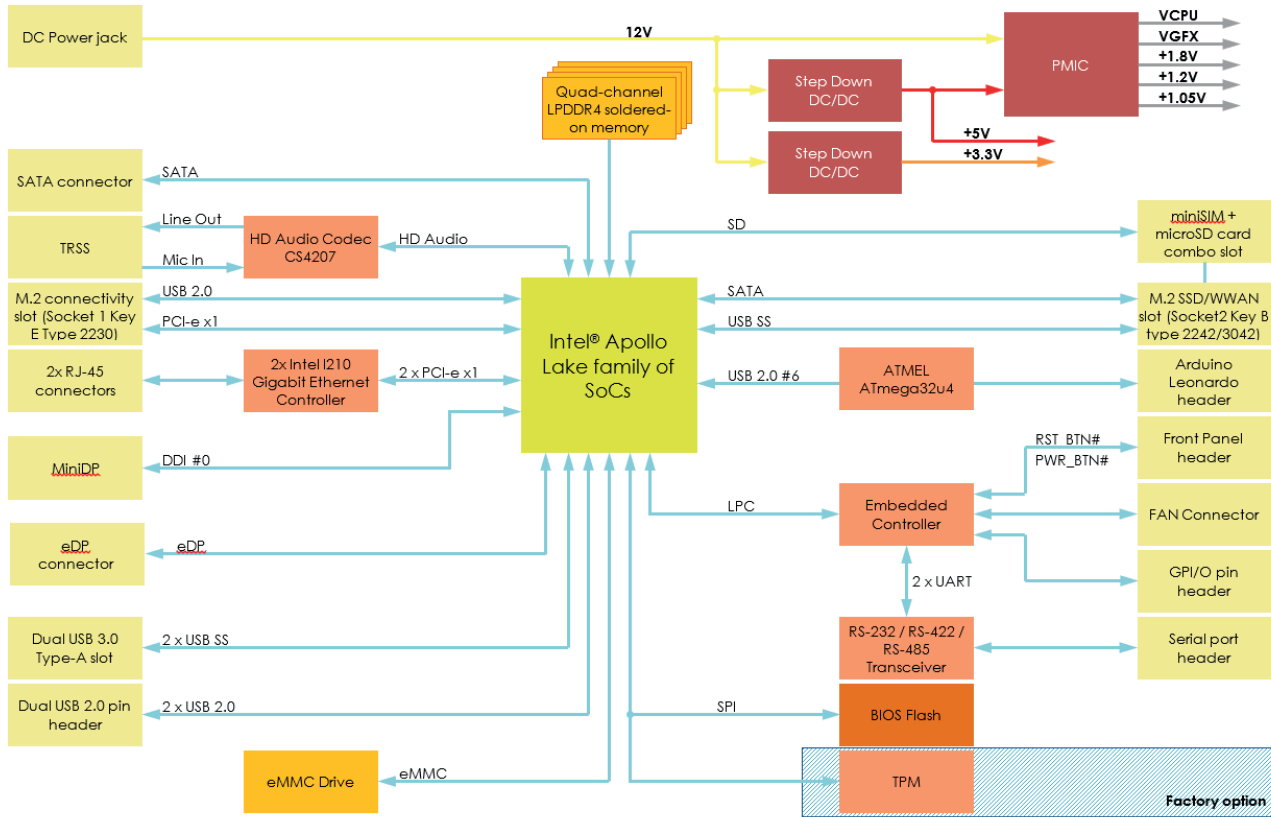 DC Power jack
12V
PMIC
VCPU
VGFX
+1.8V
+1.2V
+1.05V
Step Down
DC/DC
+5V
Step Down
DC/DC
+3.3V
Quad-channel
LPDDR4 soldered-
on memory
SATA connector
SATA
TRSS
Line Out
Mic In
HD Audio Codec
CS4207
HD Audio
M.2 connectivity
slot (Socket 1 Key
E Type 2230)
USB 2.0
PCI-e x1
2x RJ-45
connectors
2x Intel I210
Gigabit Ethernet
Controller
2 x PCI-e x1
MiniDP
DDI #0
eDP
connector
eDP
Dual USB 3.0
Type-A slot
2 x USB SS
Dual USB 2.0 pin
header
2 x USB 2.0
eMMC Drive
eMMC
Intel® Apollo
Lake family of
SoCs
SD
miniSIM +
microSD card
combo slot
SATA
USB SS
M.2 SSD/WWAN
slot (Socket2 Key B
type 2242/3042)
USB 2.0 #6
ATMEL
ATmega32u4
Arduino
Leonardo
header
RST_BTN#
PWR_BTN#
Front Panel
header
LPC
Embedded
Controller
FAN Connector
GPI/O pin
header
2 x UART
RS-232 / RS-422 /
RS-485
Transceiver
Serial port
header
SPI
BIOS Flash
TPM
Factory option